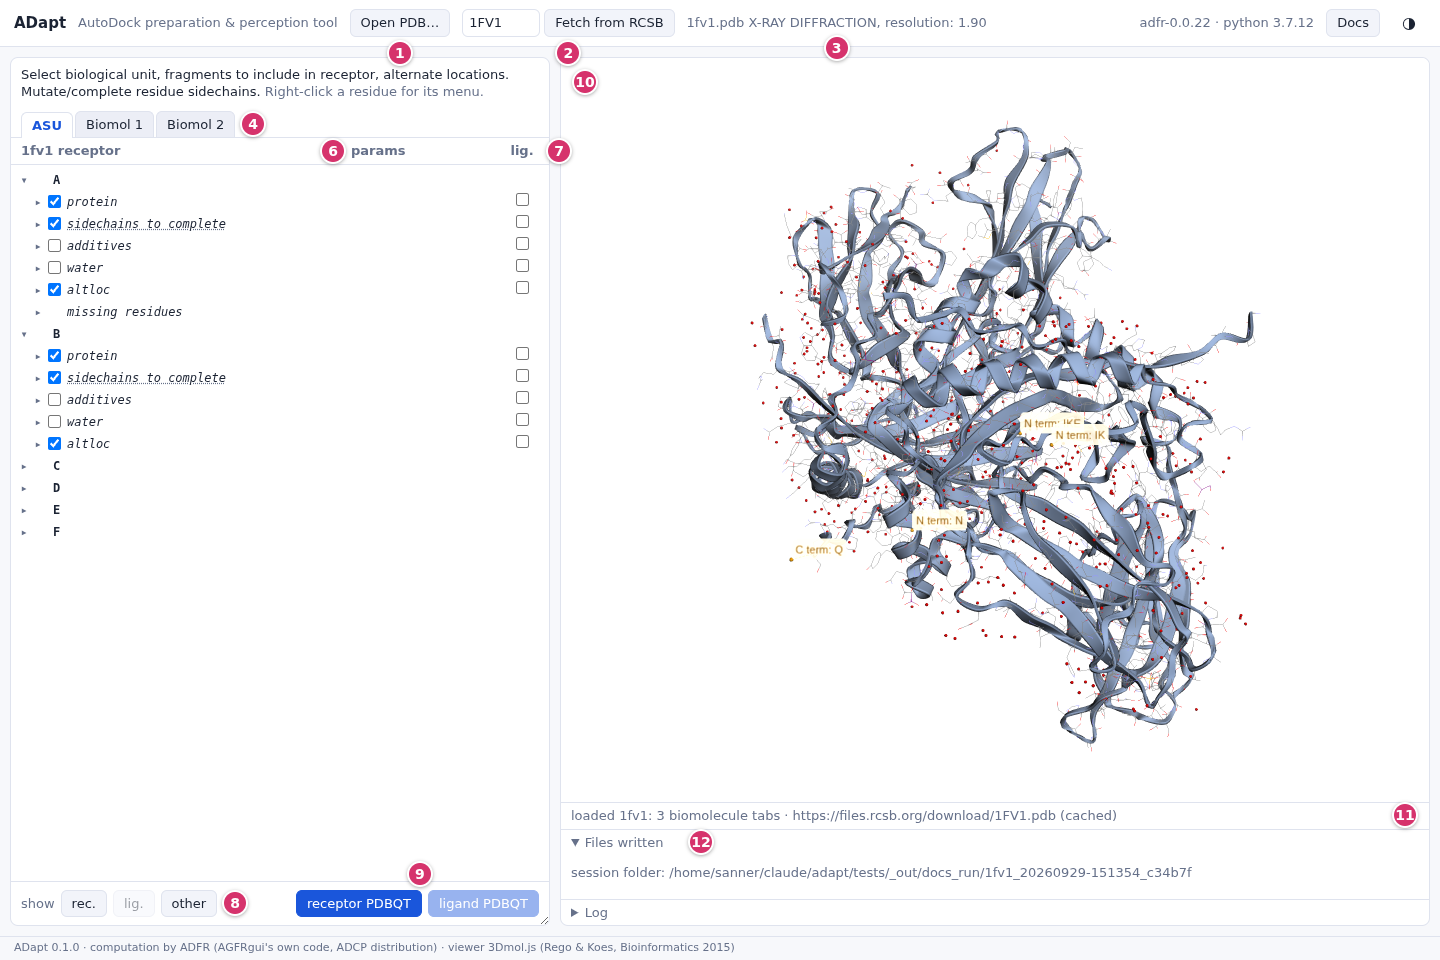 ADapt AutoDock preparation & perception tool Open PDB… 1FV1 Fetch from RCSB 1fv1.pdb X-RAY DIFFRACTION, resolution: 1.90 adfr-0.0.22 · python 3.7.12 Docs
1 2 3
Select biological unit, fragments to include in receptor, alternate locations.
Mutate/complete residue sidechains. Right-click a residue for its menu.
10
ASU Biomol 1 Biomol 2 4
1fv1 receptor 6 params lig. 7
A
protein
sidechains to complete
additives
water
altloc
missing residues
B
protein
sidechains to complete
additives
water
altloc
C
D
E
F
N term: IKE
N term: IK
N term: N
C term: Q
loaded 1fv1: 3 biomolecule tabs · https://files.rcsb.org/download/1FV1.pdb (cached) 11
Files written 12
session folder: /home/sanner/claude/adapt/tests/_out/docs_run/1fv1_20260929-151354_c34b7f
9
show rec. lig. other 8 receptor PDBQT ligand PDBQT
Log
ADapt 0.1.0 · computation by ADFR (AGFRgui's own code, ADCP distribution) · viewer 3Dmol.js (Rego & Koes, Bioinformatics 2015)